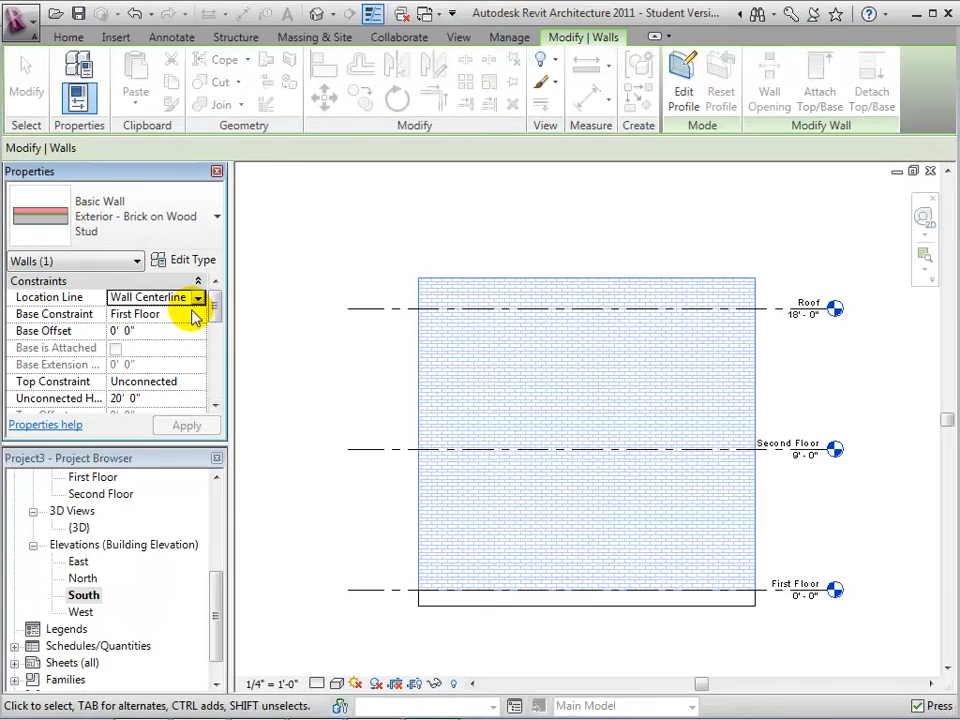 Autodesk Revit Architecture 2011 - Student Versi...
Home
Insert
Annotate
Structure
Massing & Site
Collaborate
View
Manage
Modify | Walls
Modify
Paste
Cope
Cut
Join
Edit
Profile
Reset
Profile
Wall
Opening
Attach
Top/Base
Detach
Top/Base
Select
Properties
Clipboard
Geometry
Modify
View
Measure
Create
Mode
Modify Wall
Modify | Walls
Properties
Basic Wall
Exterior - Brick on Wood
Stud
Walls (1)
Edit Type
Constraints
Location Line
Wall Centerline
Base Constraint
First Floor
Base Offset
0' 0"
Base is Attached
Base Extension ...
0' 0"
Top Constraint
Unconnected
Unconnected H...
20' 0"
Properties help
Apply
Project3 - Project Browser
First Floor
Second Floor
3D Views
{3D}
Elevations (Building Elevation)
East
North
South
West
Legends
Schedules/Quantities
Sheets (all)
Families
2D
Roof
18' - 0"
Second Floor
9' - 0"
First Floor
0' - 0"
1/4" = 1'-0"
Click to select, TAB for alternates, CTRL adds, SHIFT unselects.
Main Model
Press